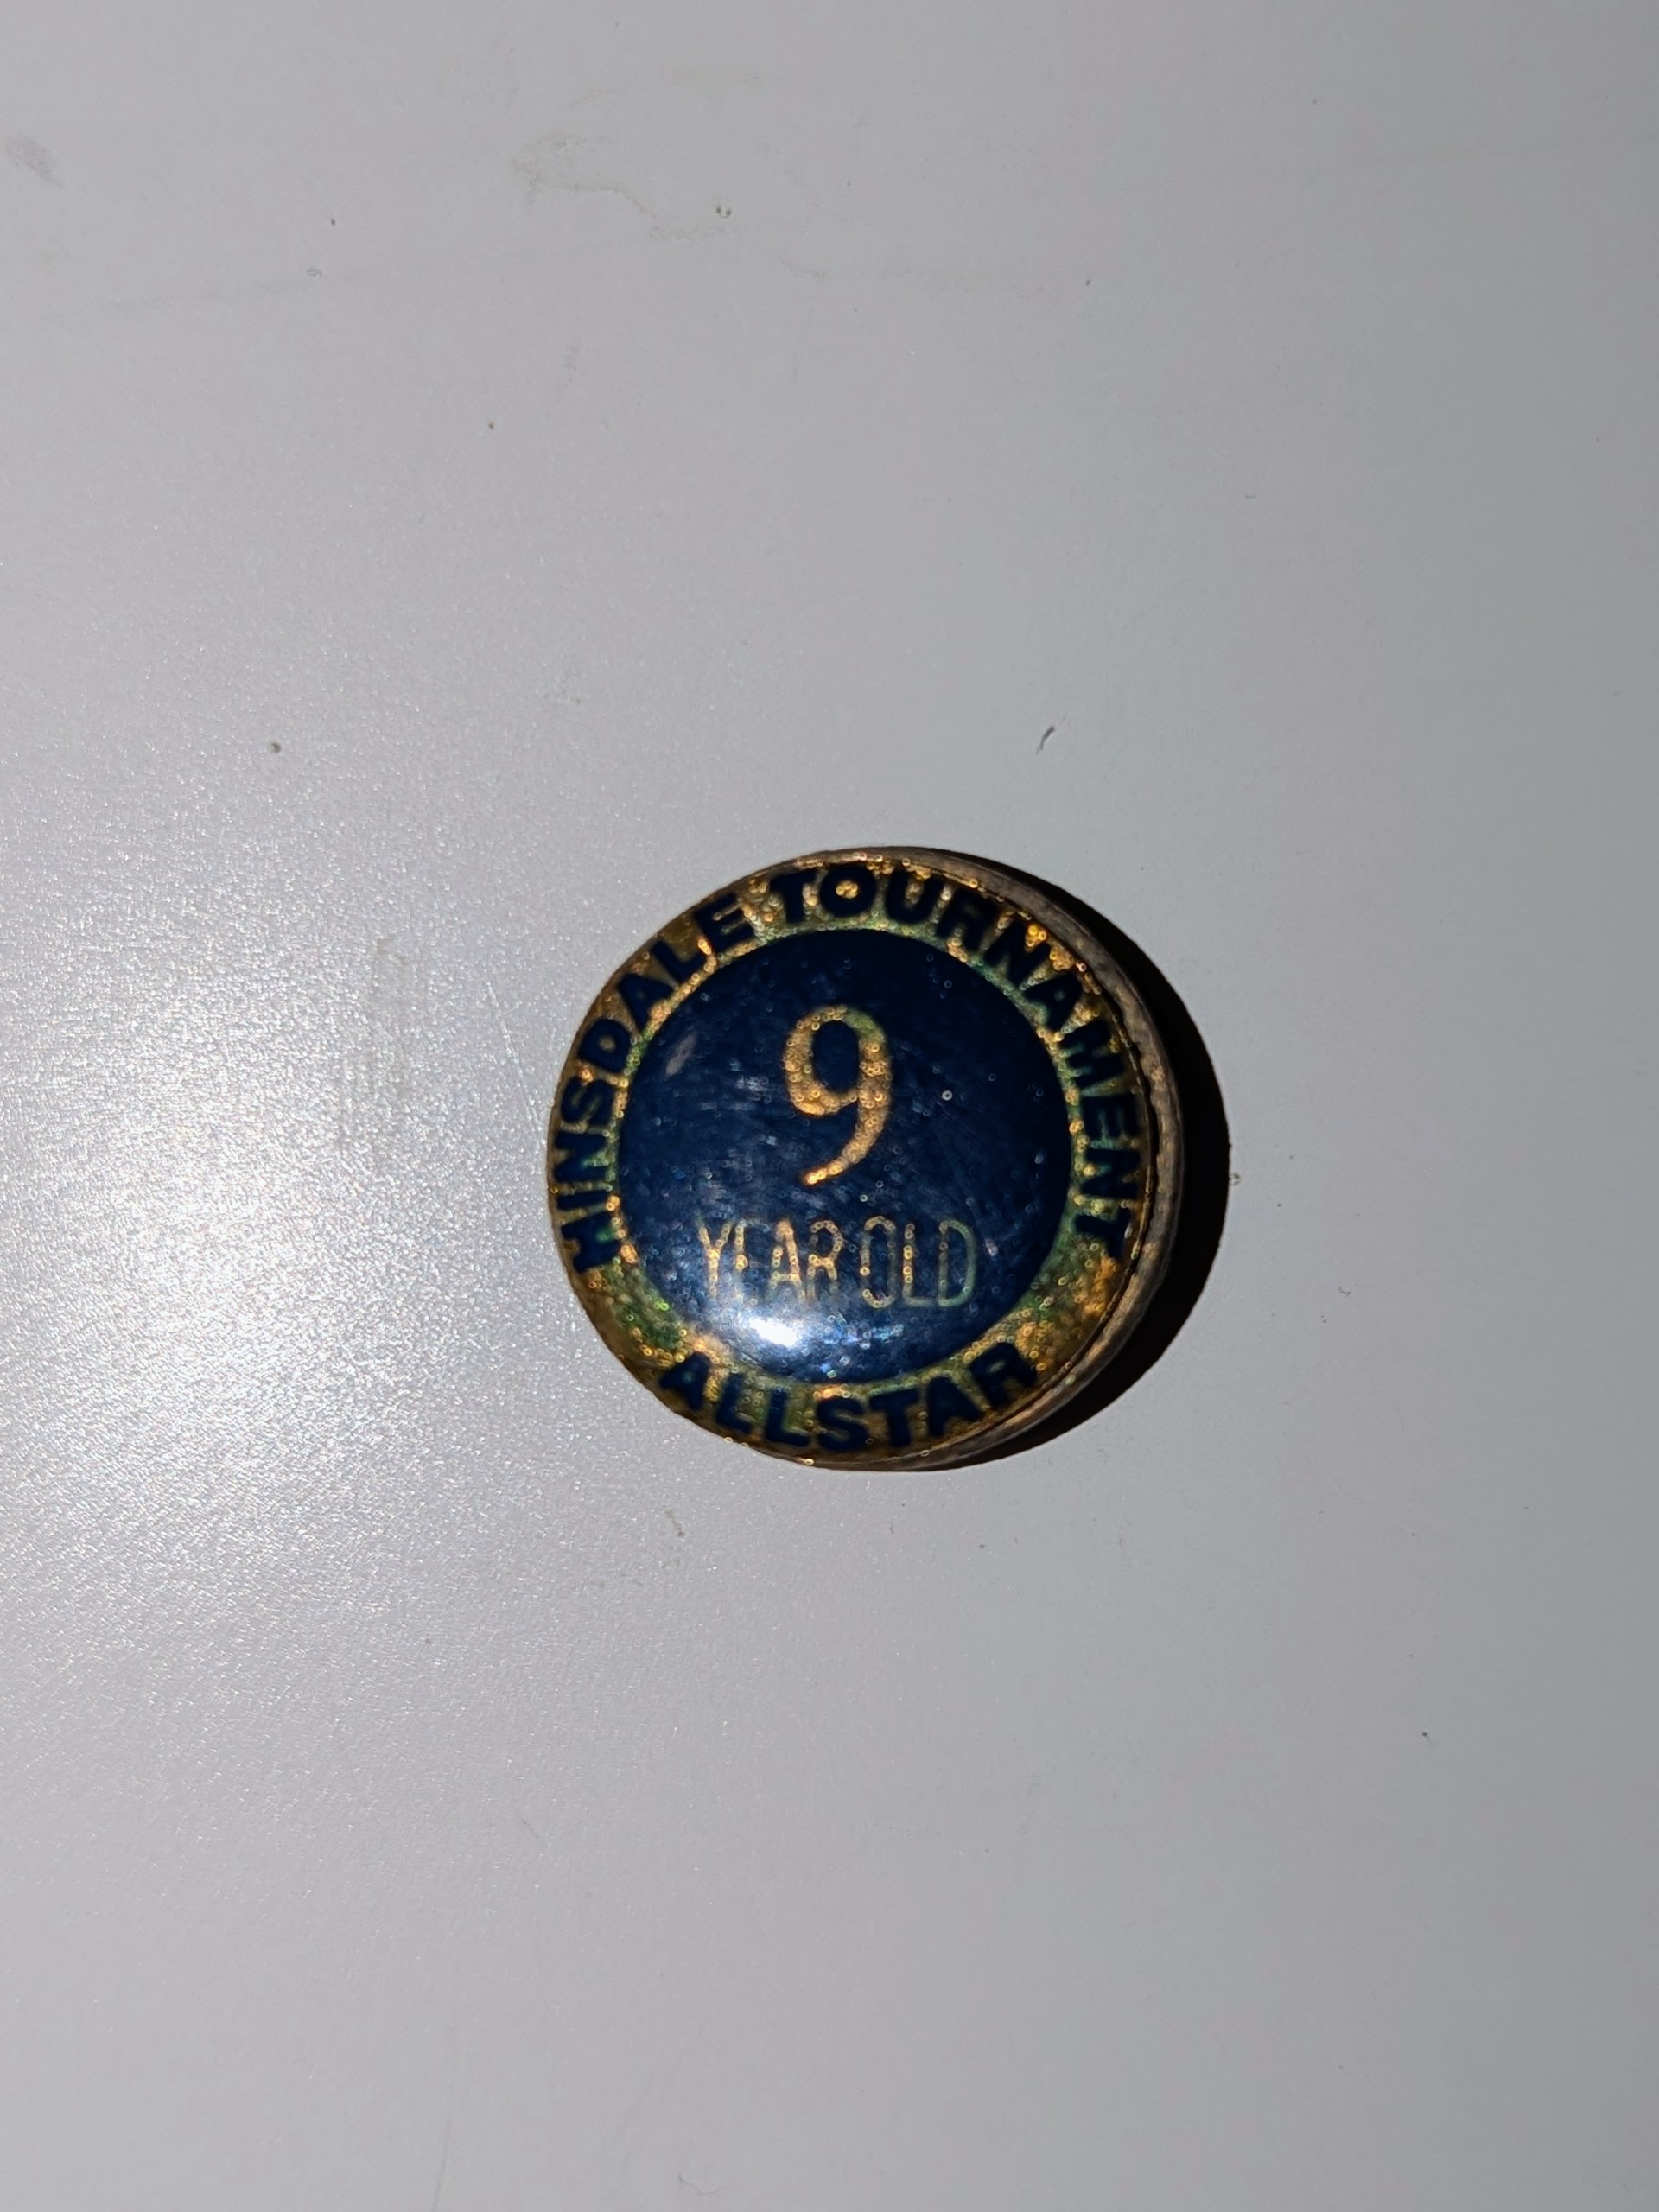 HINSDALE TOURNAMENT
9
YEAR OLD
ALLSTAR